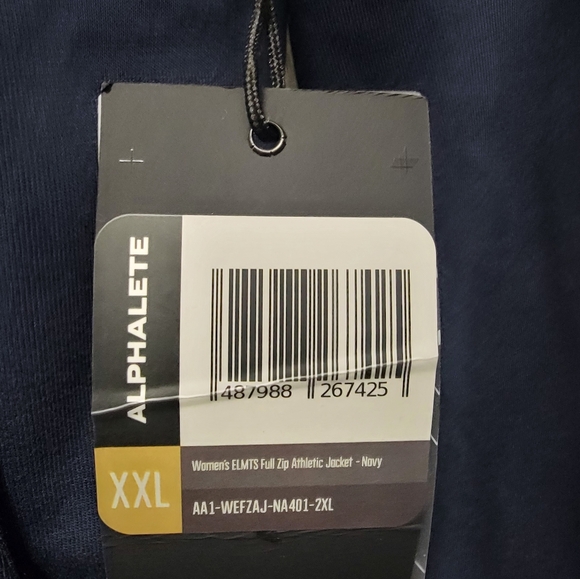 ALPHALETE
487988 267425
XXL
Women's ELMTS Full Zip Athletic Jacket - Navy
AA1-WEFZAJ-NA401-2XL